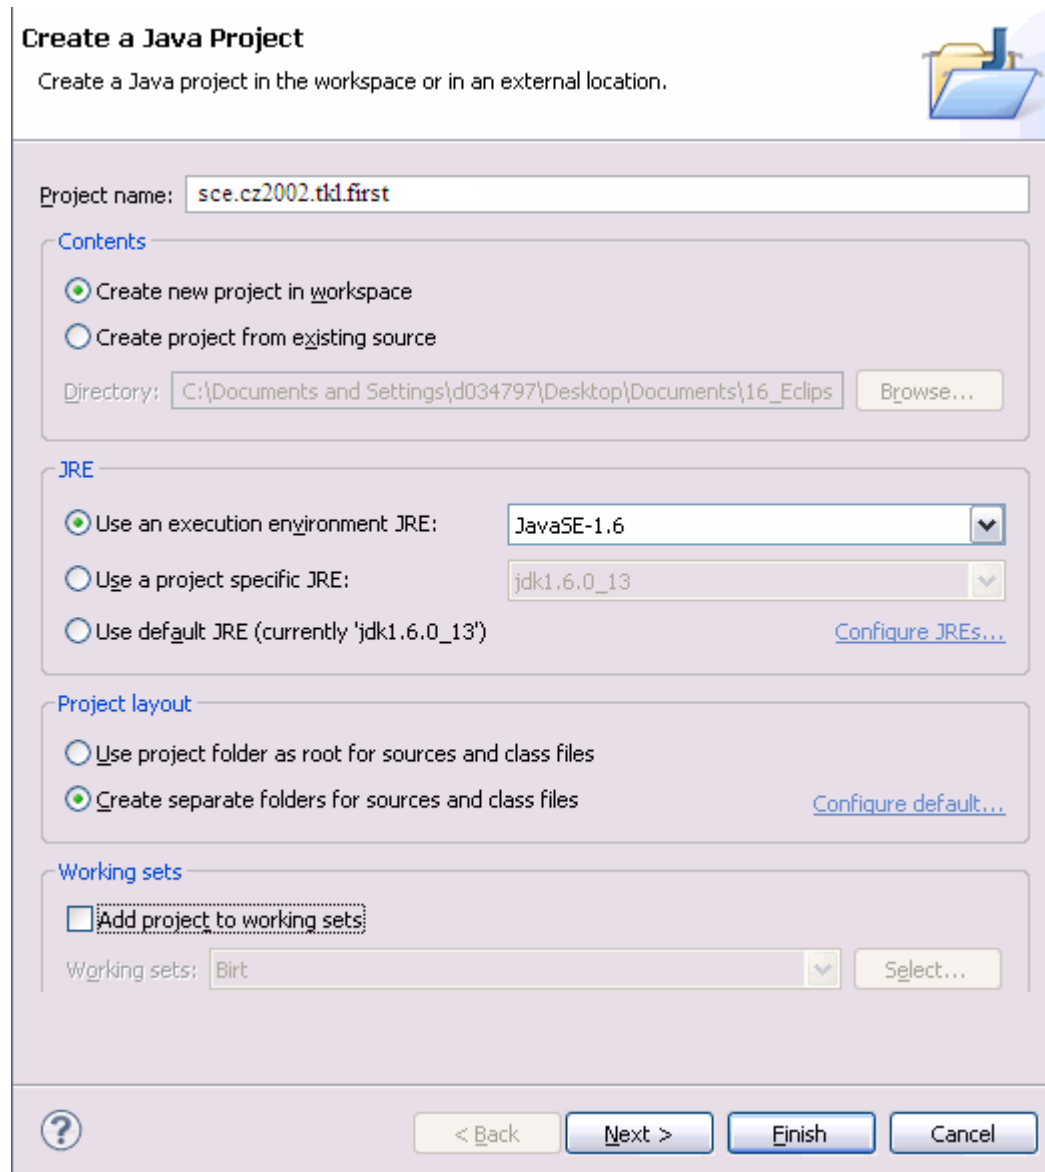 Create a Java Project
Create a Java project in the workspace or in an external location.
Project name: sce.cz2002.tkl.first
Contents
Create new project in workspace
Create project from existing source
Directory: C:\Documents and Settings\d034797\Desktop\Documents\16_Eclips Browse...
JRE
Use an execution environment JRE: JavaSE-1.6
Use a project specific JRE: jdk1.6.0_13
Use default JRE (currently 'jdk1.6.0_13') Configure JREs...
Project layout
Use project folder as root for sources and class files
Create separate folders for sources and class files Configure default...
Working sets
Add project to working sets
Working sets: Birt Select...
? < Back Next > Finish Cancel